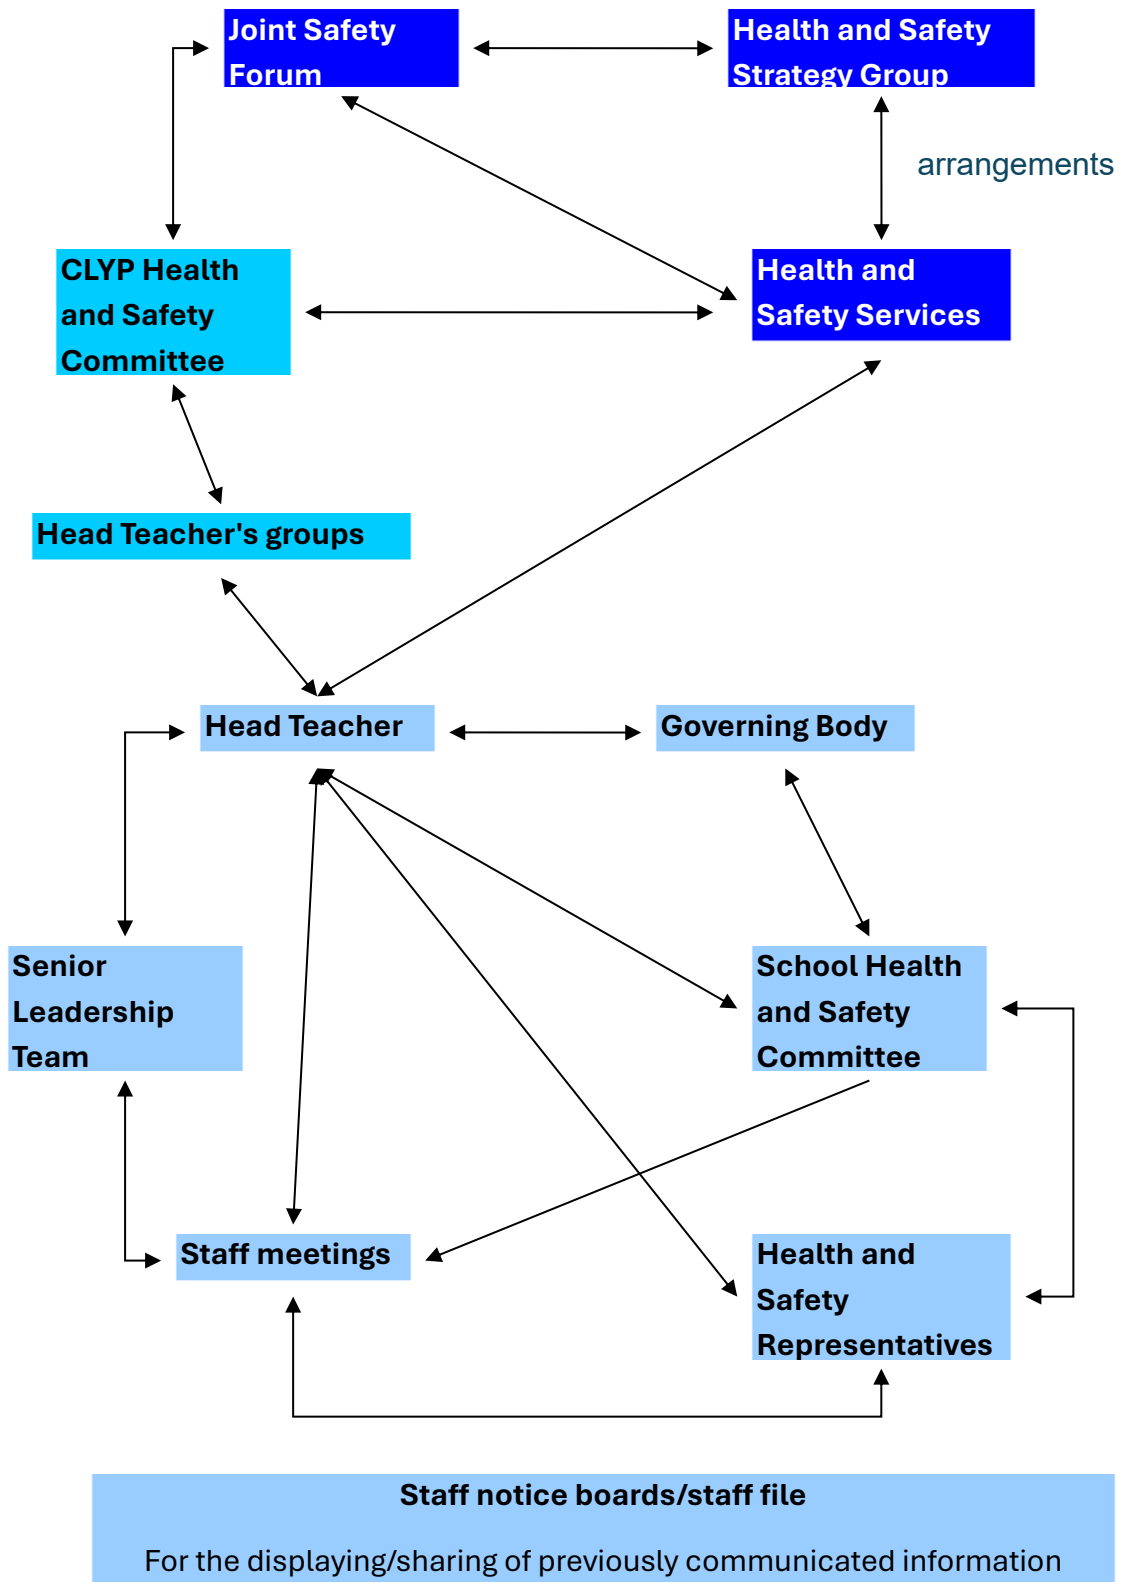 Joint Safety
Forum
Health and Safety
Strategy Group
arrangements
CLYP Health
and Safety
Committee
Health and
Safety Services
Head Teacher's groups
Head Teacher
Governing Body
Senior
Leadership
Team
School Health
and Safety
Committee
Staff meetings
Health and
Safety
Representatives
Staff notice boards/staff file
For the displaying/sharing of previously communicated information